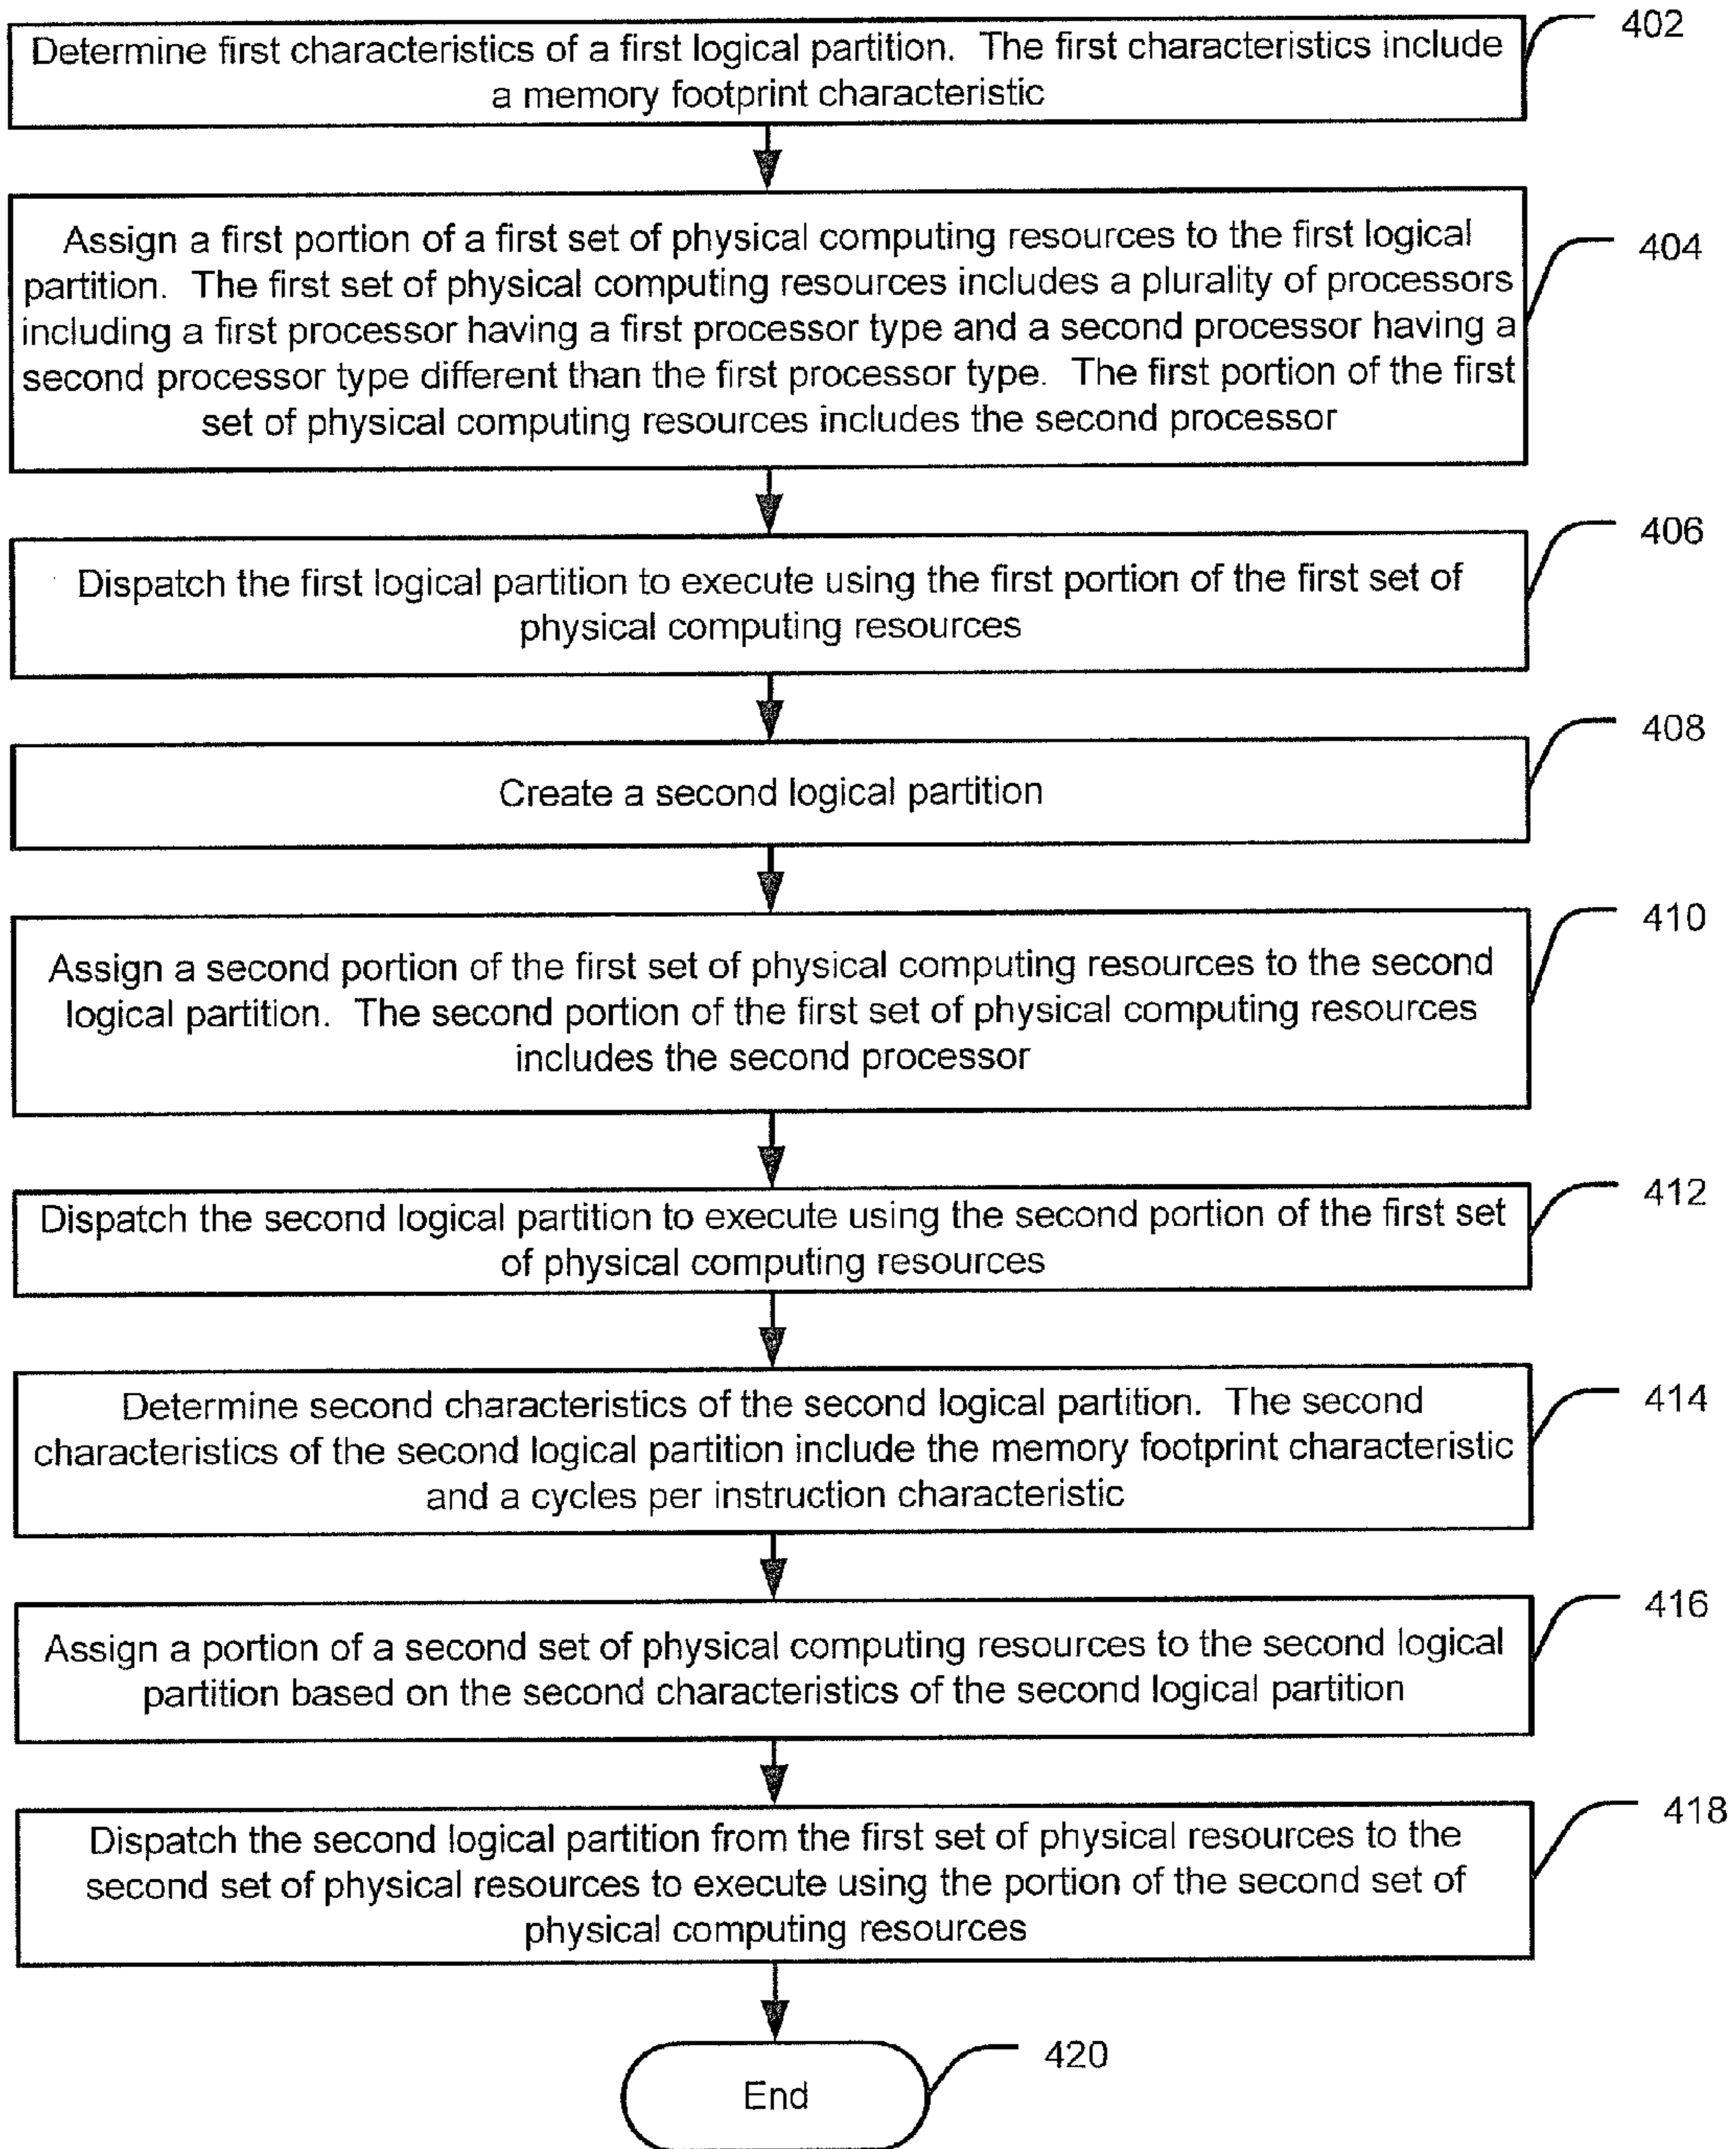 402
Determine first characteristics of a first logical partition.  The first characteristics include
a memory footprint characteristic
404
Assign a first portion of a first set of physical computing resources to the first logical
partition.  The first set of physical computing resources includes a plurality of processors
including a first processor having a first processor type and a second processor having a
second processor type different than the first processor type.  The first portion of the first
set of physical computing resources includes the second processor
406
Dispatch the first logical partition to execute using the first portion of the first set of
physical computing resources
408
Create a second logical partition
410
Assign a second portion of the first set of physical computing resources to the second
logical partition.  The second portion of the first set of physical computing resources
includes the second processor
412
Dispatch the second logical partition to execute using the second portion of the first set
of physical computing resources
414
Determine second characteristics of the second logical partition.  The second
characteristics of the second logical partition include the memory footprint characteristic
and a cycles per instruction characteristic
416
Assign a portion of a second set of physical computing resources to the second logical
partition based on the second characteristics of the second logical partition
418
Dispatch the second logical partition from the first set of physical resources to the
second set of physical resources to execute using the portion of the second set of
physical computing resources
420
End